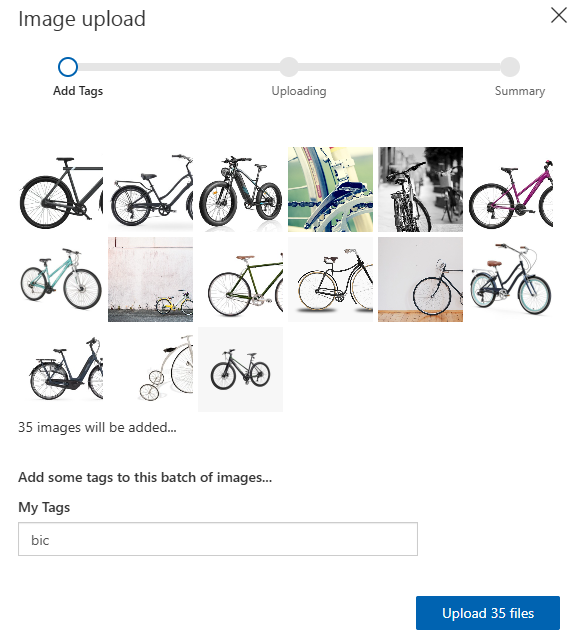 Image upload
Add Tags
Uploading
Summary
35 images will be added...
Add some tags to this batch of images...
My Tags
bic
Upload 35 files